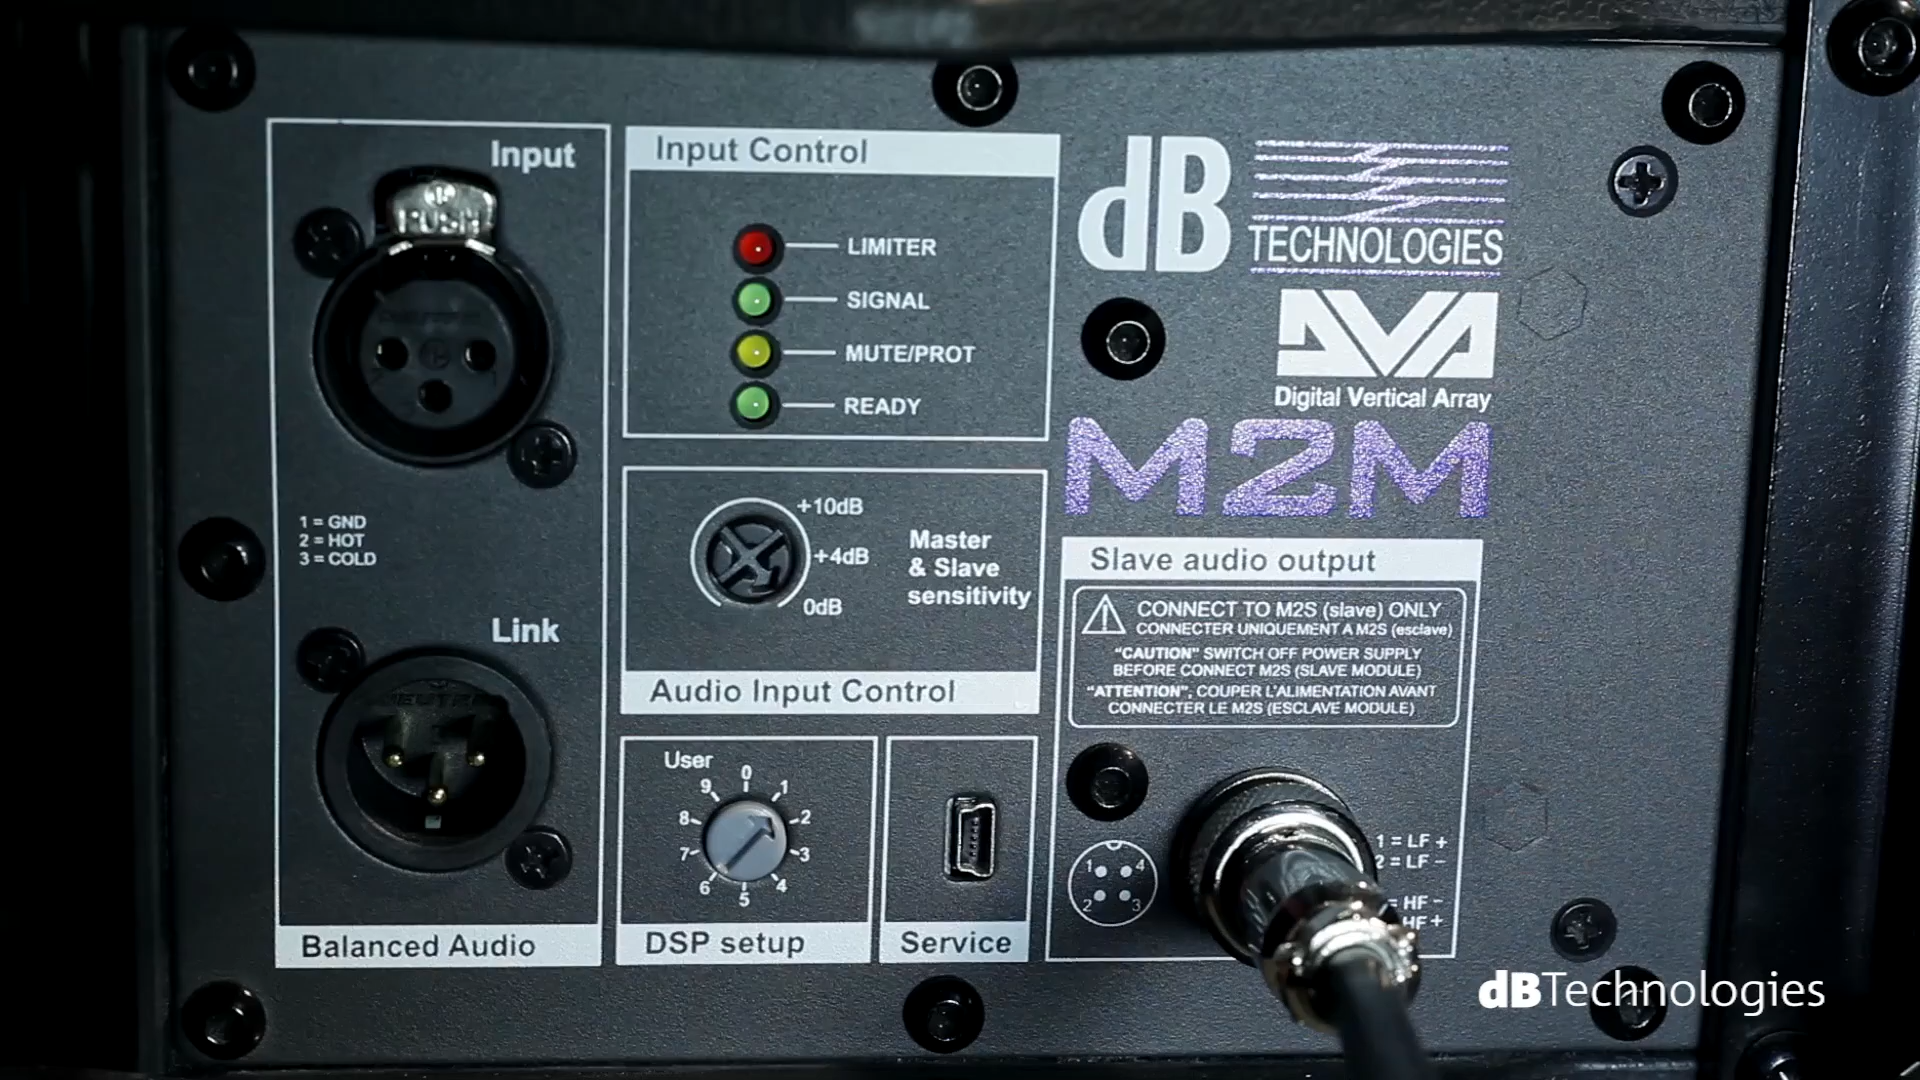 Input
PUSH
1 = GND
2 = HOT
3 = COLD
Link
Balanced Audio
Input Control
LIMITER
SIGNAL
MUTE/PROT
READY
+10dB
+4dB
0dB
Master
& Slave
sensitivity
Audio Input Control
User
0
1
2
3
4
5
6
7
8
9
DSP setup
Service
dB
TECHNOLOGIES
DVA
Digital Vertical Array
M2M
Slave audio output
CONNECT TO M2S (slave) ONLY
CONNECTER UNIQUEMENT A M2S (esclave)
"CAUTION" SWITCH OFF POWER SUPPLY
BEFORE CONNECT M2S (SLAVE MODULE)
"ATTENTION", COUPER L'ALIMENTATION AVANT
CONNECTER LE M2S (ESCLAVE MODULE)
1 4
2 3
1 = LF +
2 = LF -
= HF -
HF +
dBTechnologies